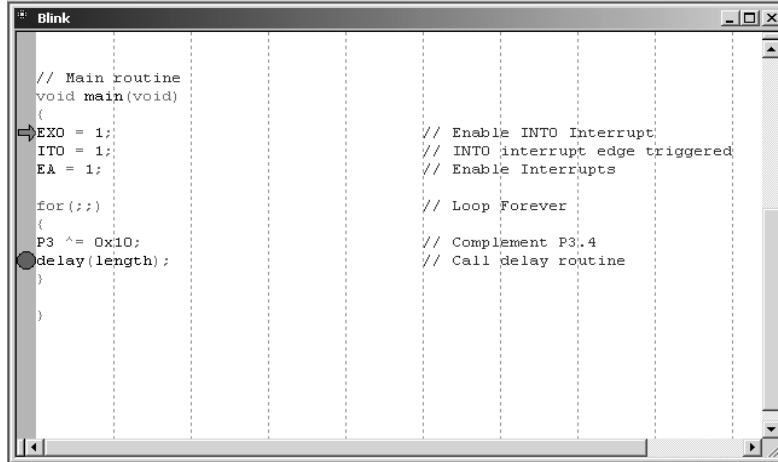 Blink
// Main routine
void main(void)
{
EX0 = 1; // Enable INT0 Interrupt
IT0 = 1; // INT0 interrupt edge triggered
EA = 1; // Enable Interrupts
for(;;) // Loop Forever
{
P3 ^= 0x10; // Complement P3.4
delay(length); // Call delay routine
}
}